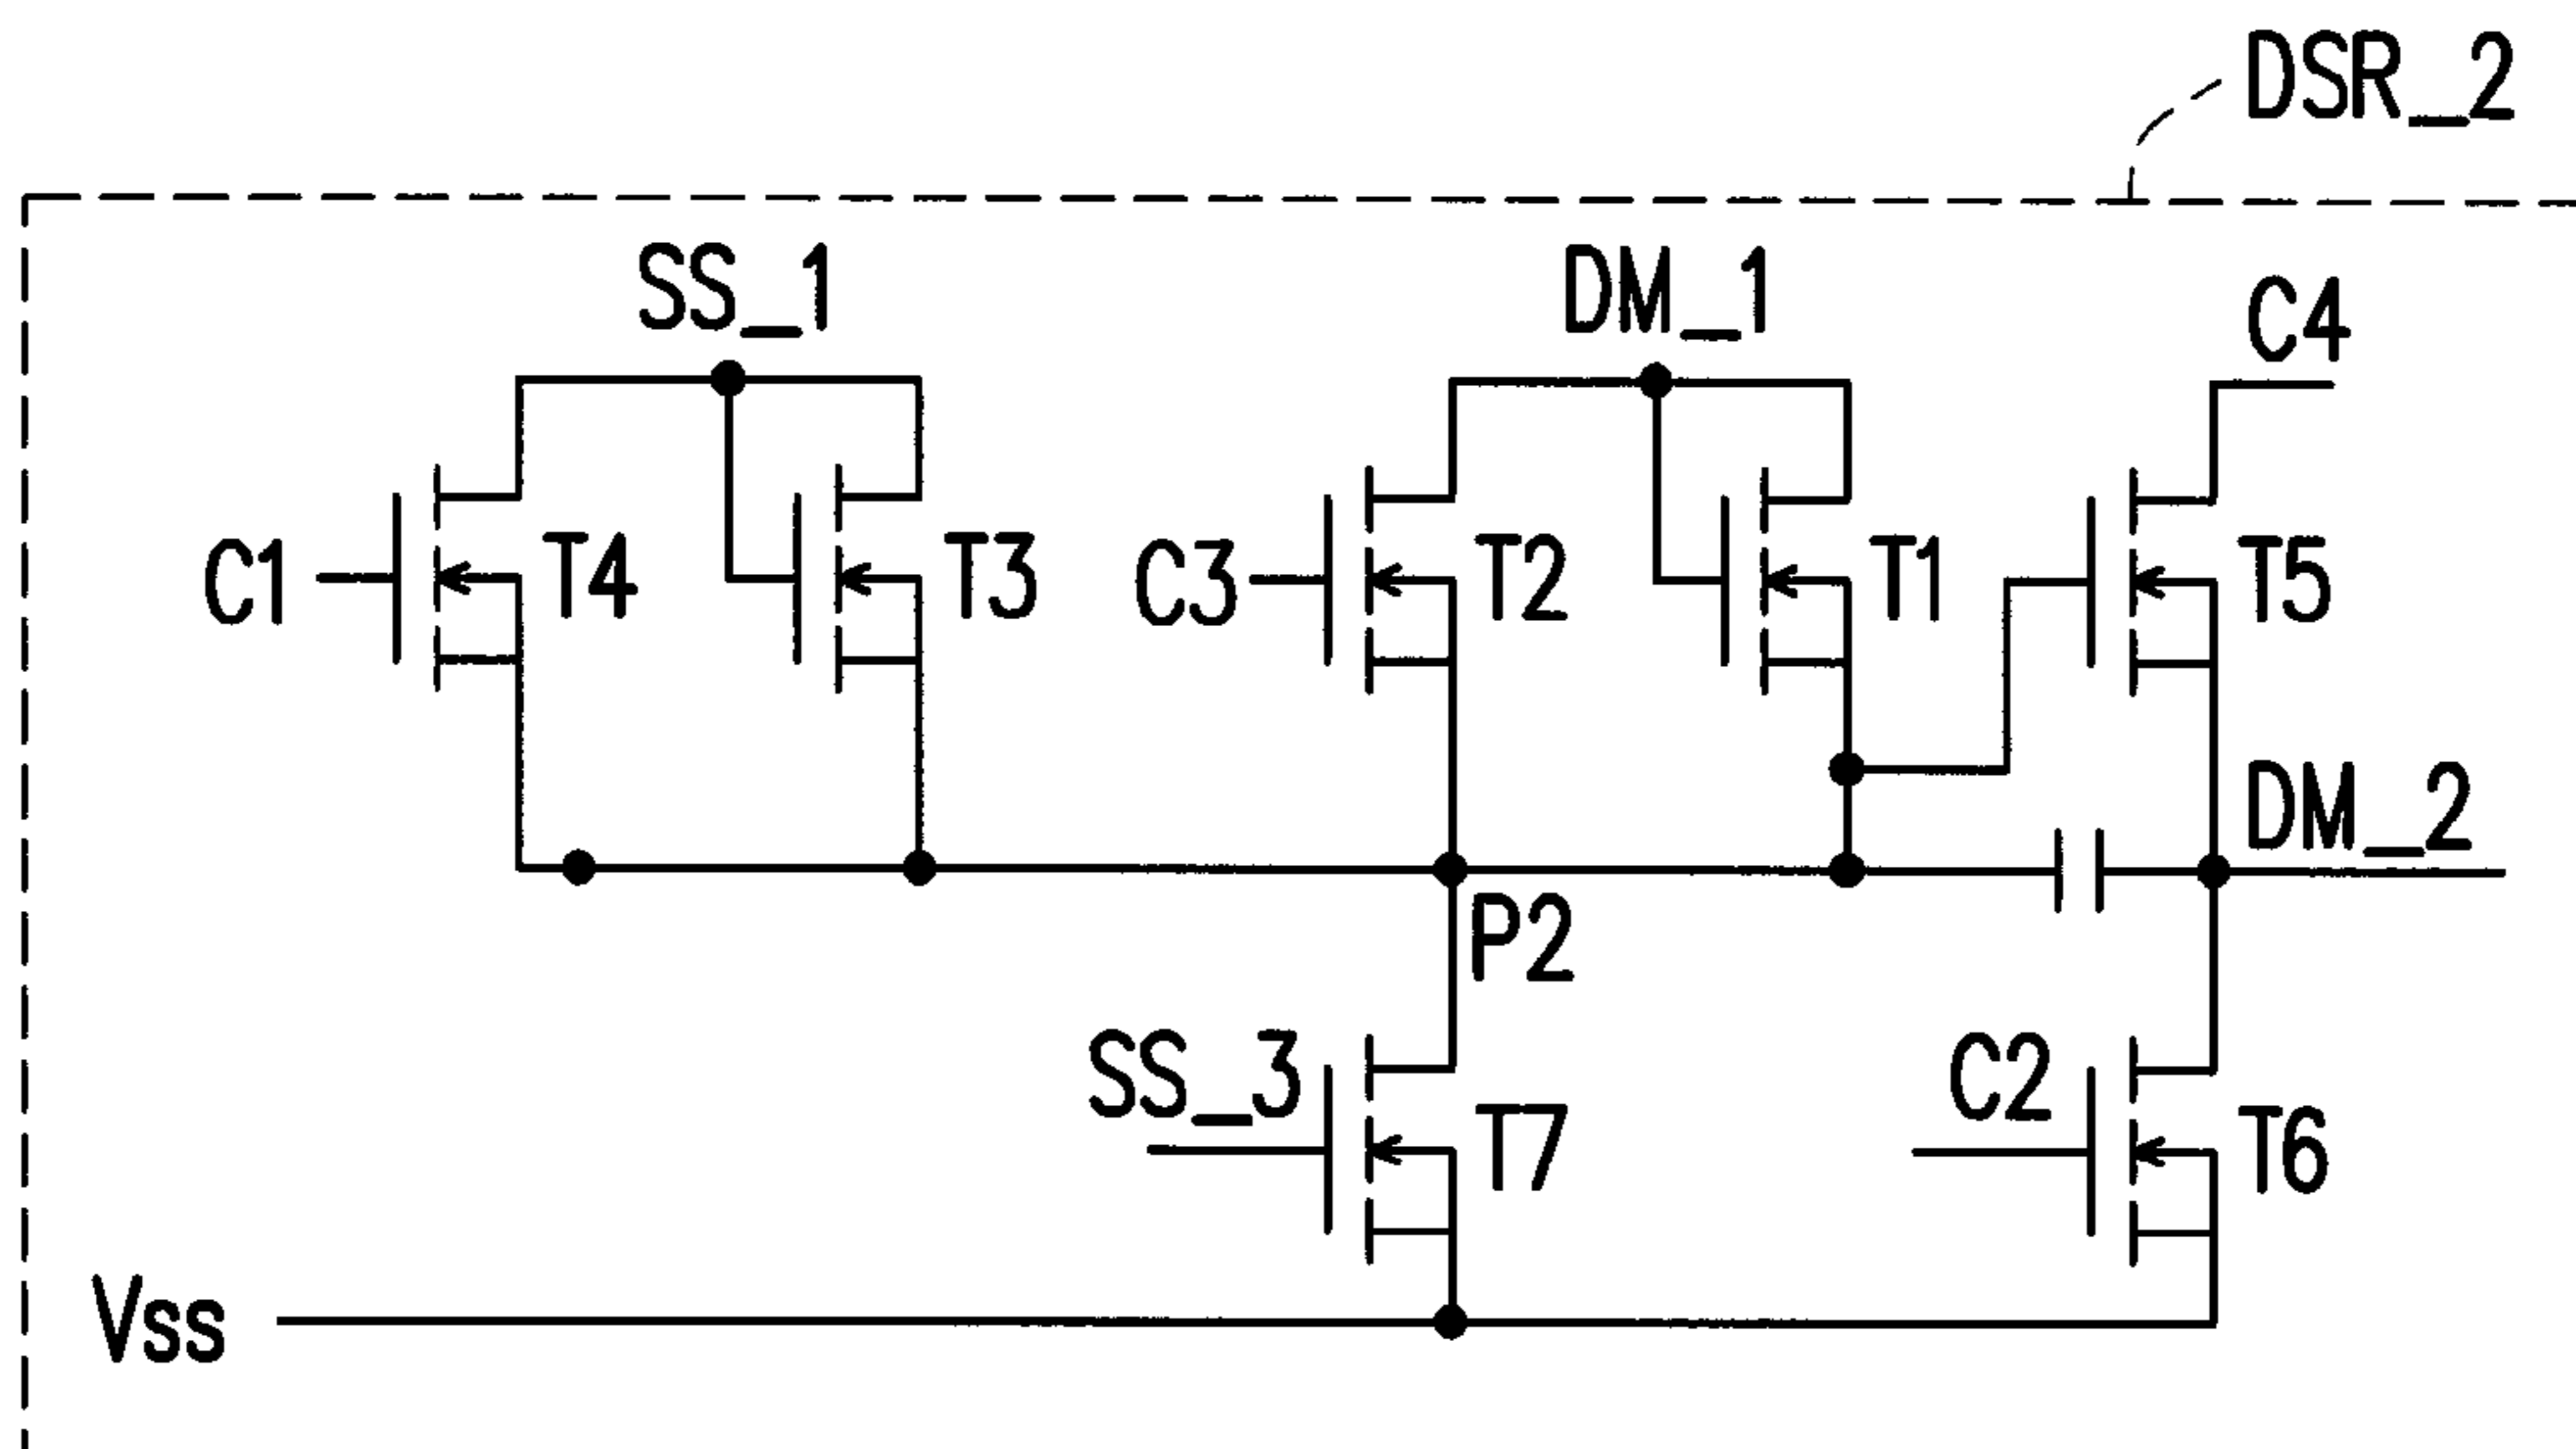 DSR_2
SS_1
DM_1
C4
C1
T4
T3
C3
T2
T1
T5
DM_2
P2
SS_3
T7
C2
T6
Vss